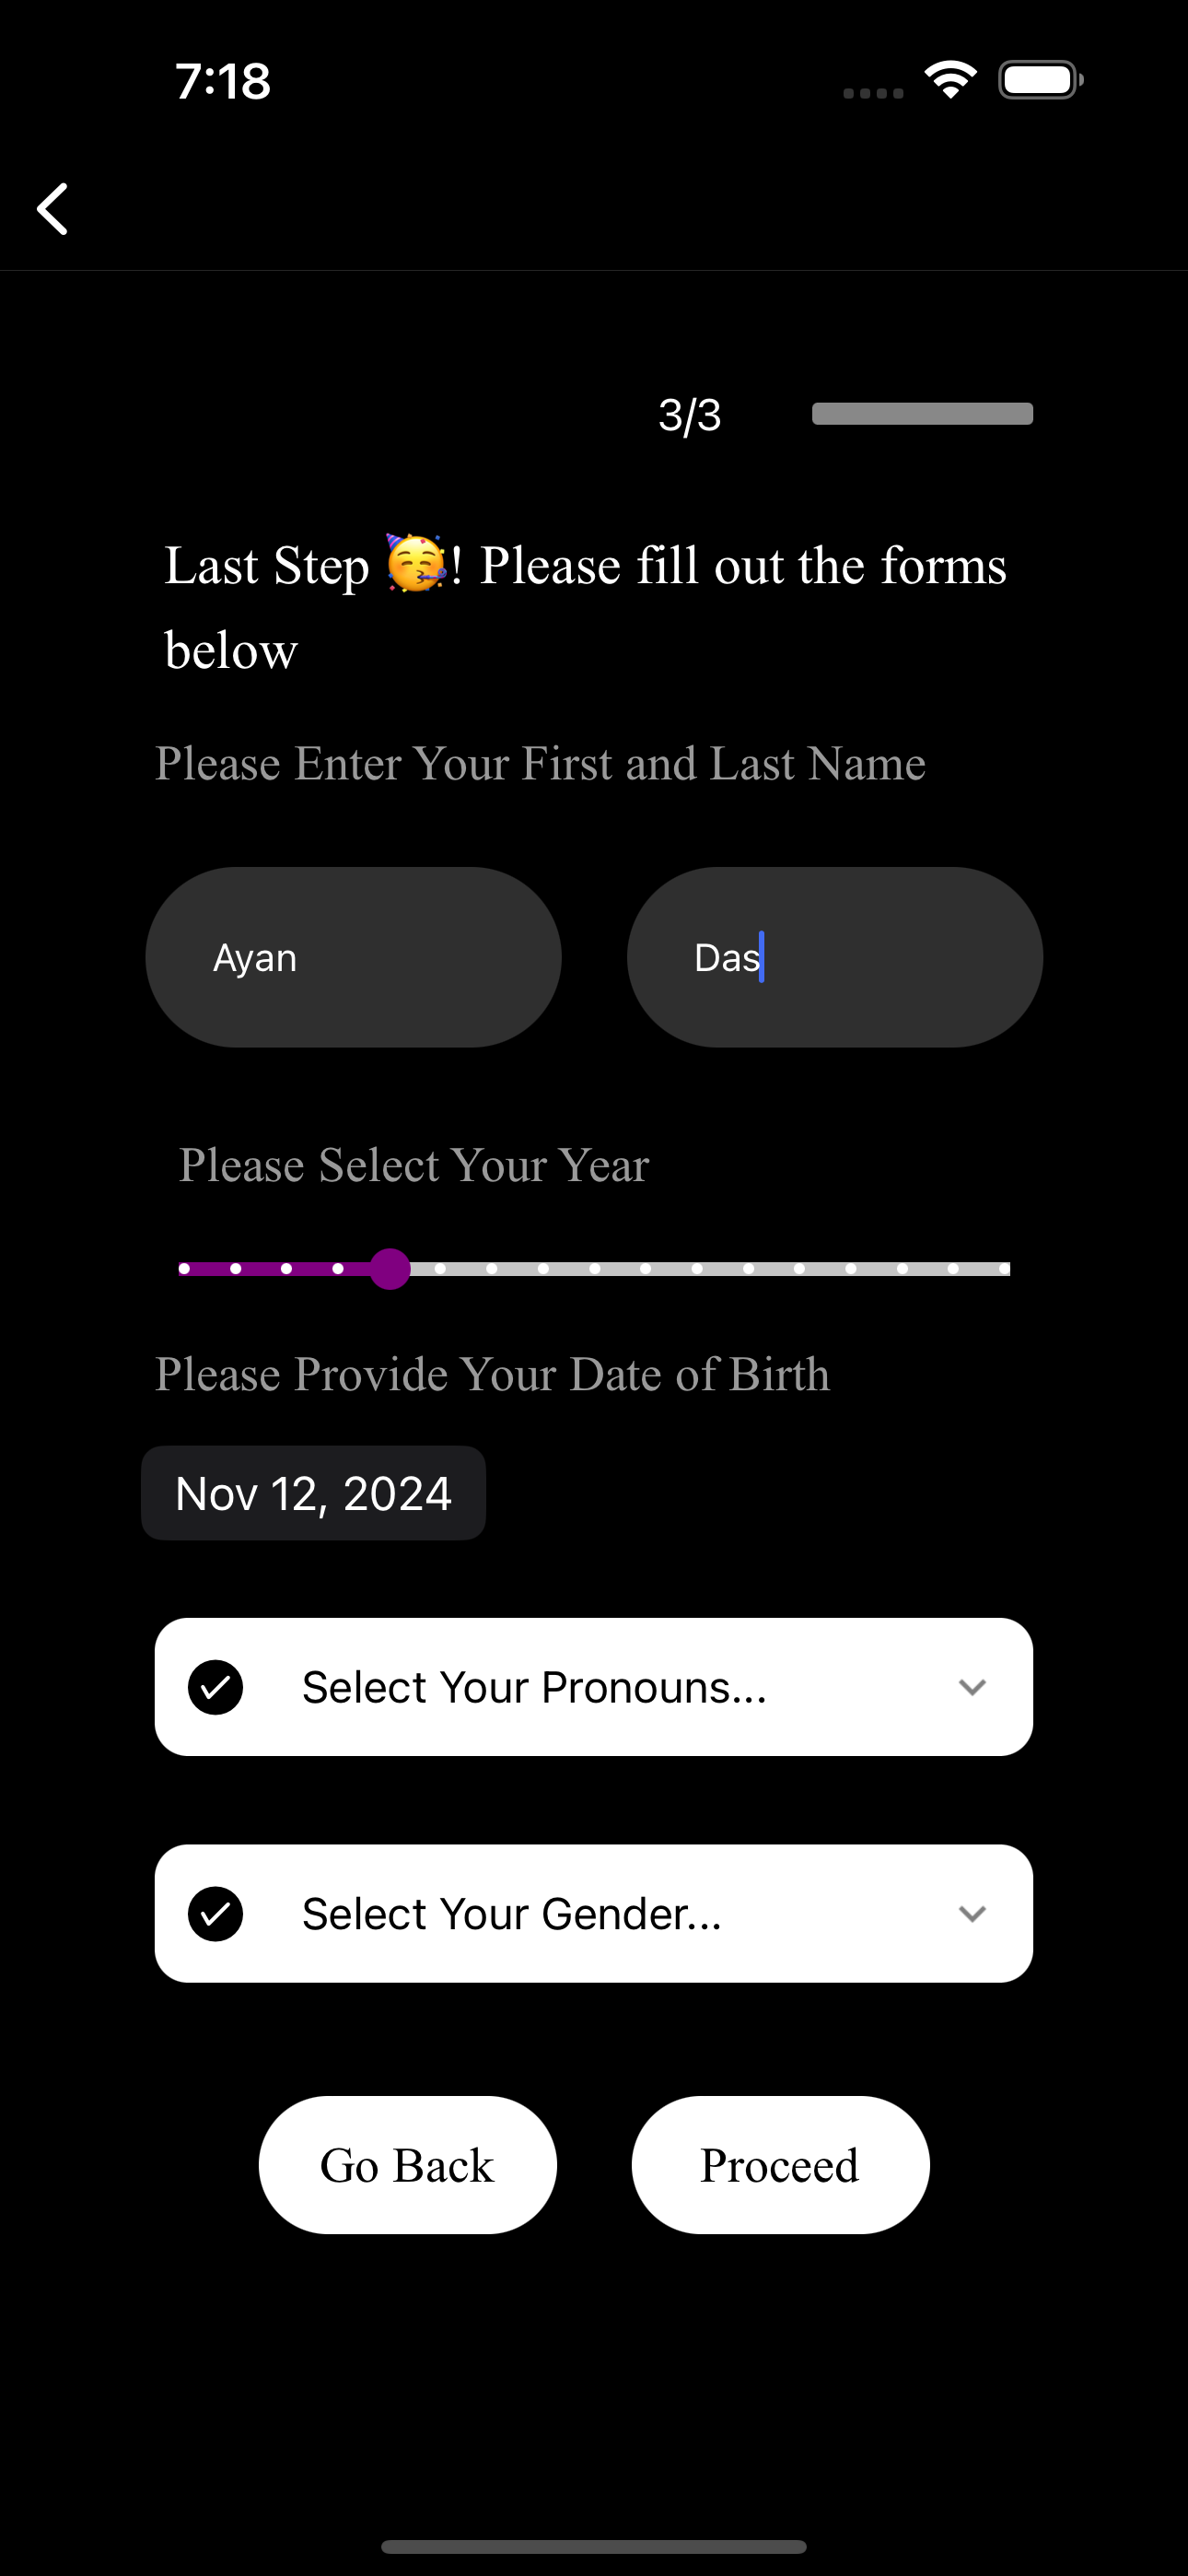 7:18
3/3
Last Step 🥳! Please fill out the forms
below
Please Enter Your First and Last Name
Ayan
Das
Please Select Your Year
Please Provide Your Date of Birth
Nov 12, 2024
Select Your Pronouns...
Select Your Gender...
Go Back
Proceed